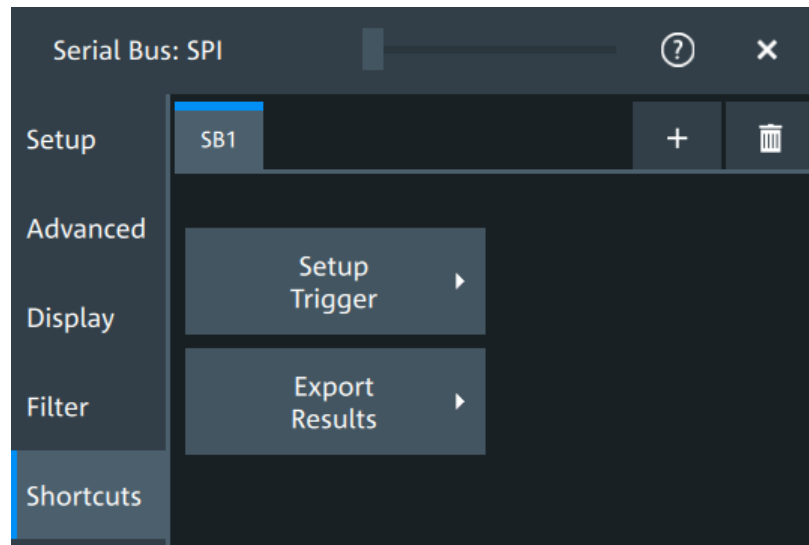 Serial Bus: SPI
?
Setup
SB1
+
Advanced
Setup
Trigger
Display
Export
Results
Filter
Shortcuts